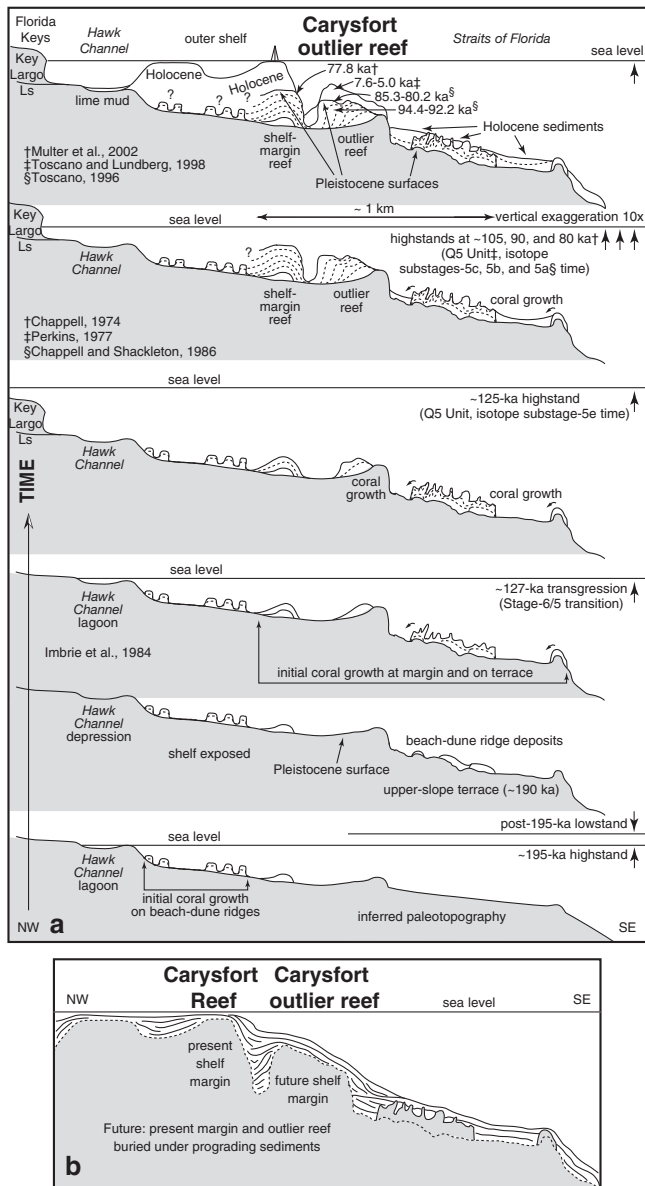 Florida
Keys
Hawk
Channel
outer shelf
Carysfort
outlier reef
Straits of Florida
sea level
Key
Largo
Ls
Holocene
Holocene
lime mud
?
?
?
77.8 ka†
7.6-5.0 ka‡
85.3-80.2 ka§
94.4-92.2 ka§
Holocene sediments
shelf-
margin
reef
outlier
reef
Pleistocene surfaces
†Multer et al., 2002
‡Toscano and Lundberg, 1998
§Toscano, 1996
~ 1 km
vertical exaggeration 10x
Key
Largo
Ls
sea level
Hawk
Channel
?
highstands at ~105, 90, and 80 ka†
(Q5 Unit‡, isotope
substages-5c, 5b, and 5a§ time)
shelf-
margin
reef
outlier
reef
coral growth
†Chappell, 1974
‡Perkins, 1977
§Chappell and Shackleton, 1986
sea level
~125-ka highstand
(Q5 Unit, isotope substage-5e time)
Key
Largo
Ls
Hawk
Channel
coral
growth
coral growth
TIME
sea level
~127-ka transgression
(Stage-6/5 transition)
Hawk
Channel
lagoon
Imbrie et al., 1984
initial coral growth at margin and on terrace
Hawk
Channel
depression
shelf exposed
Pleistocene surface
beach-dune ridge deposits
upper-slope terrace (~190 ka)
post-195-ka lowstand
sea level
~195-ka highstand
Hawk
Channel
lagoon
initial coral growth
on beach-dune ridges
inferred paleotopography
NW
a
SE
Carysfort
Reef
Carysfort
outlier reef
NW
sea level
SE
present
shelf
margin
future shelf
margin
Future: present margin and outlier reef
buried under prograding sediments
b